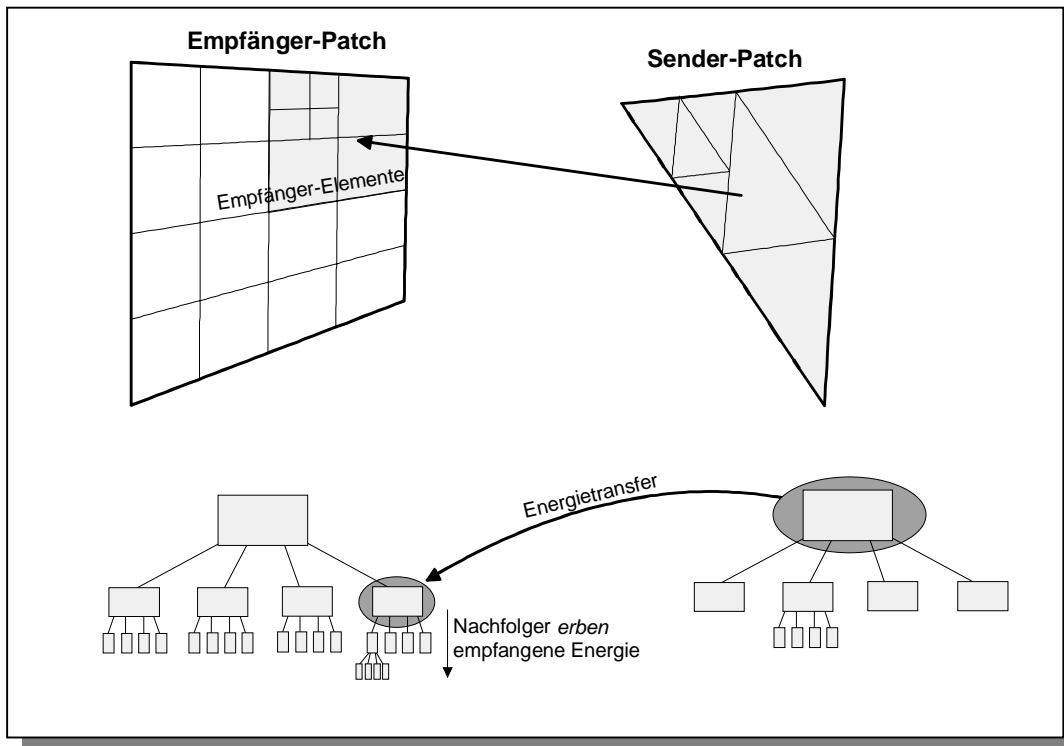 Empfänger-Patch
Sender-Patch
Empfänger-Elemente
Energietransfer
Nachfolger erben
empfangene Energie